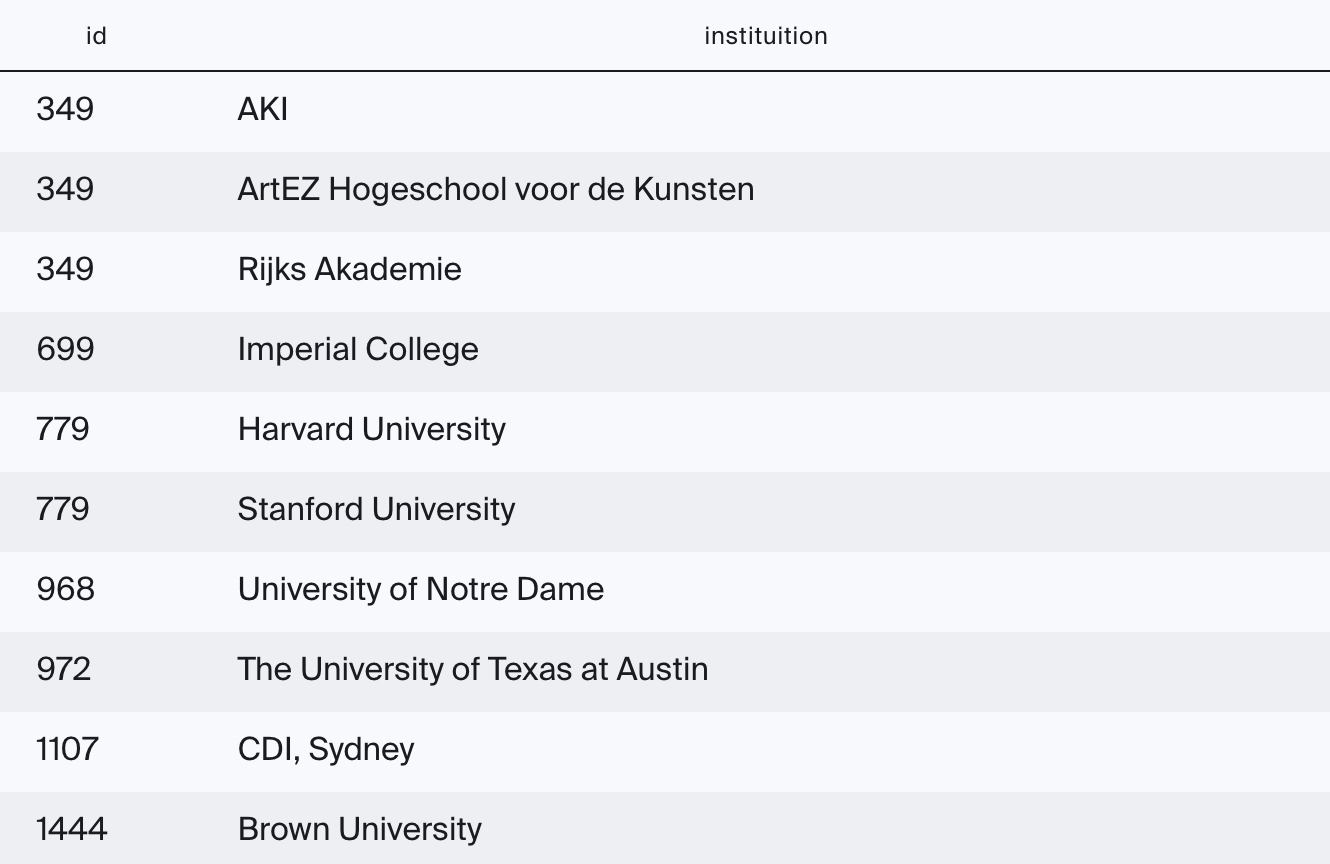 id instituition
349 AKI
349 ArtEZ Hogeschool voor de Kunsten
349 Rijks Akademie
699 Imperial College
779 Harvard University
779 Stanford University
968 University of Notre Dame
972 The University of Texas at Austin
1107 CDI, Sydney
1444 Brown University